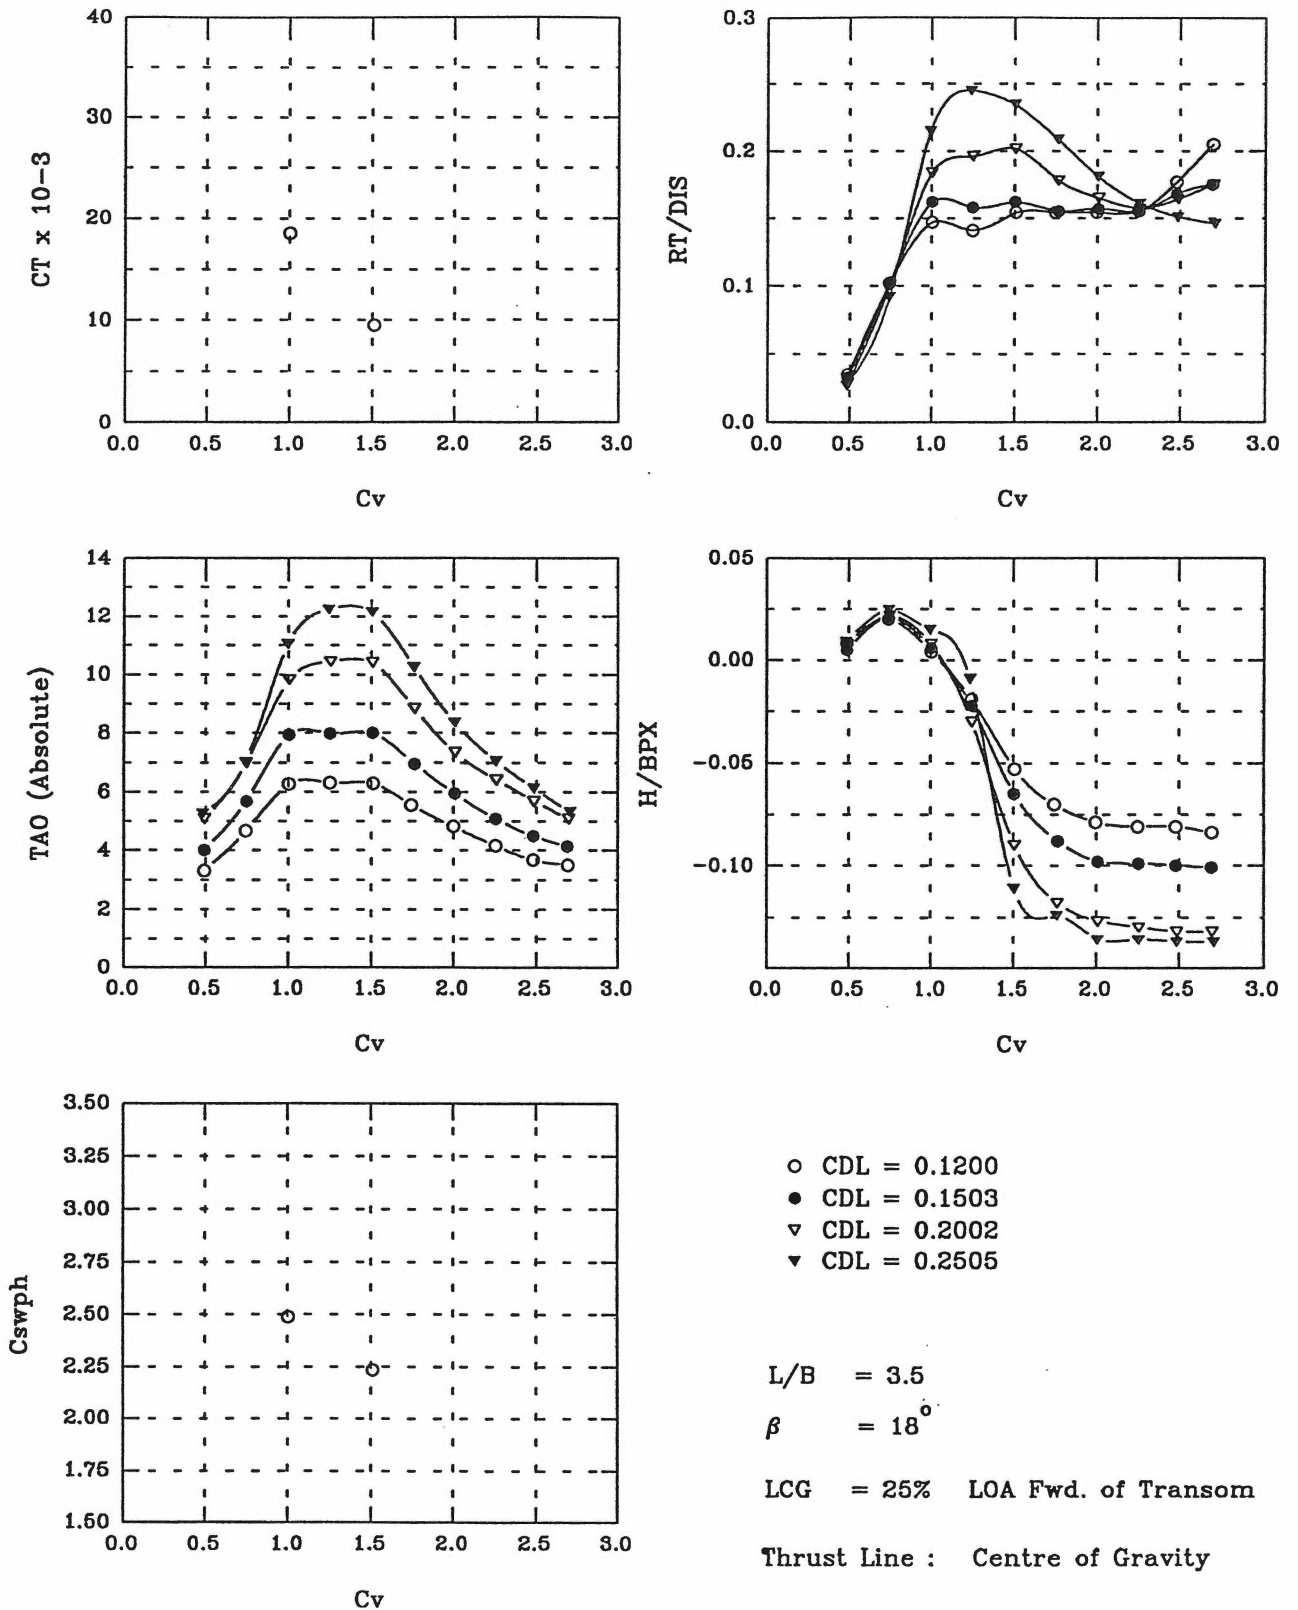 40
30
20
10
0
CT x 10-3
0.0 0.5 1.0 1.5 2.0 2.5 3.0
Cv
0.3
0.2
0.1
0.0
RT/DIS
0.0 0.5 1.0 1.5 2.0 2.5 3.0
Cv
14
12
10
8
6
4
2
0
TAO (Absolute)
0.0 0.5 1.0 1.5 2.0 2.5 3.0
Cv
0.05
0.00
-0.05
-0.10
H/BPX
0.0 0.5 1.0 1.5 2.0 2.5 3.0
Cv
3.50
3.25
3.00
2.75
2.50
2.25
2.00
1.75
1.50
Cswph
0.0 0.5 1.0 1.5 2.0 2.5 3.0
Cv
CDL = 0.1200
CDL = 0.1503
CDL = 0.2002
CDL = 0.2505
L/B = 3.5
β = 18°
LCG = 25% LOA Fwd. of Transom
Thrust Line : Centre of Gravity